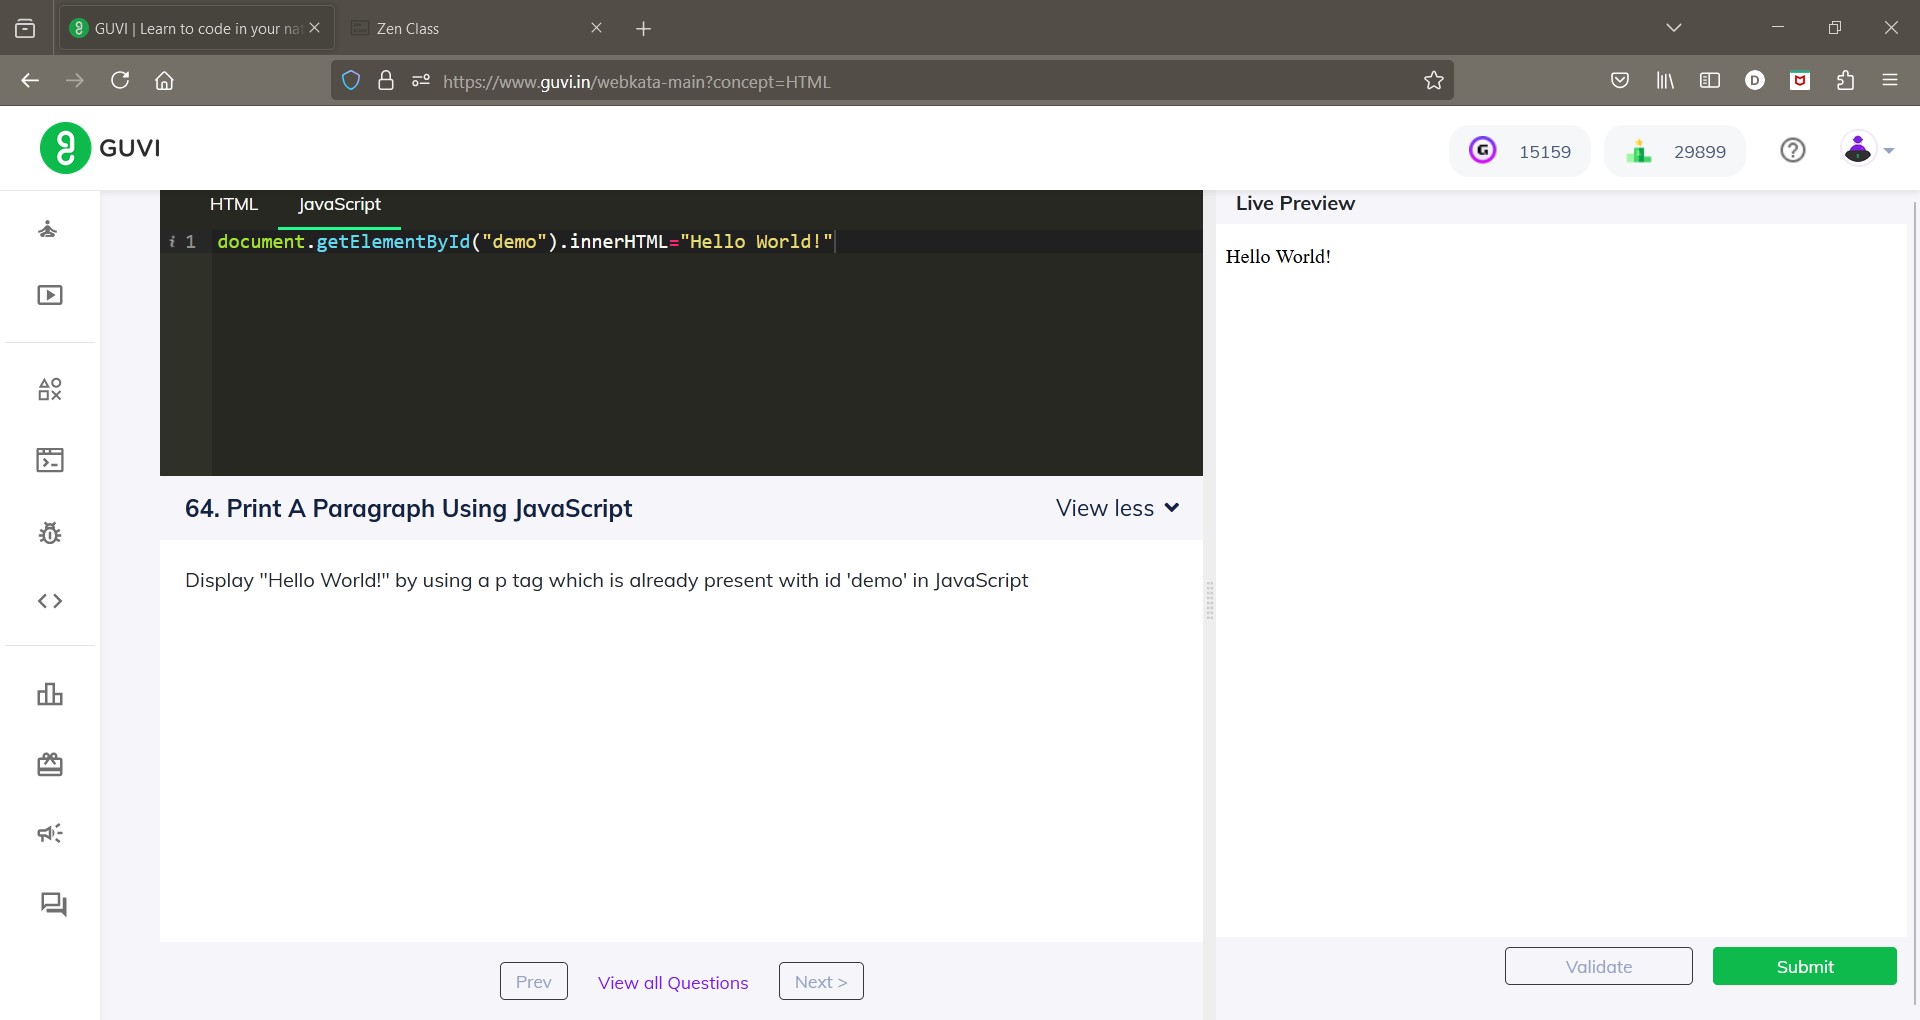 GUVI | Learn to code in your nat
Zen Class
https://www.guvi.in/webkata-main?concept=HTML
D
GUVI
G
15159
29899
HTML
JavaScript
Live Preview
i 1 document.getElementById("demo").innerHTML="Hello World!"
Hello World!
64. Print A Paragraph Using JavaScript
View less
Display "Hello World!" by using a p tag which is already present with id 'demo' in JavaScript
Prev
View all Questions
Next >
Validate
Submit